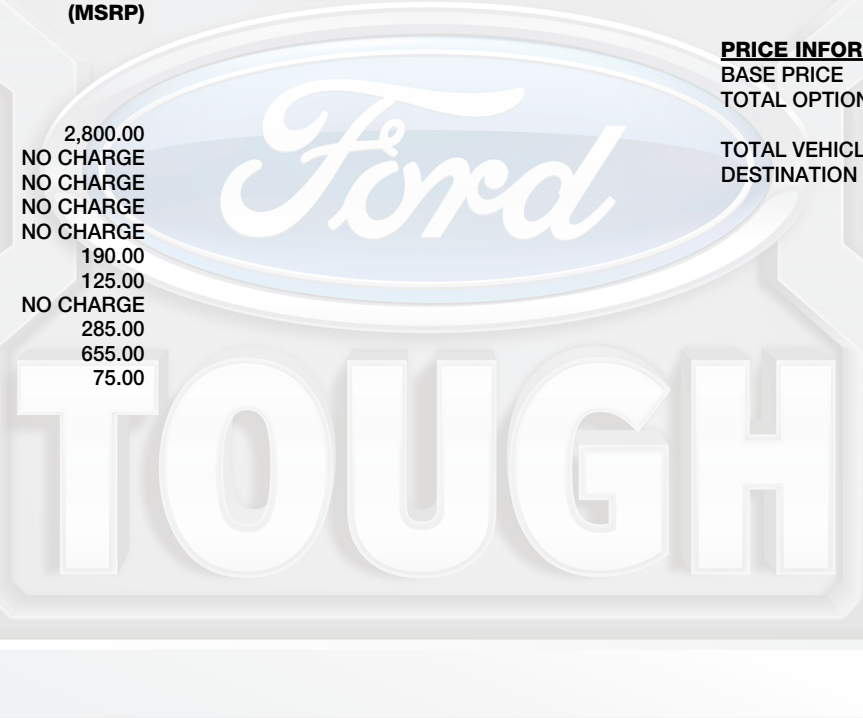 (MSRP)
2,800.00
NO CHARGE
NO CHARGE
NO CHARGE
NO CHARGE
190.00
125.00
NO CHARGE
285.00
655.00
75.00
PRICE INFOR
BASE PRICE
TOTAL OPTION
TOTAL VEHICL
DESTINATION
Ford
TOUGH